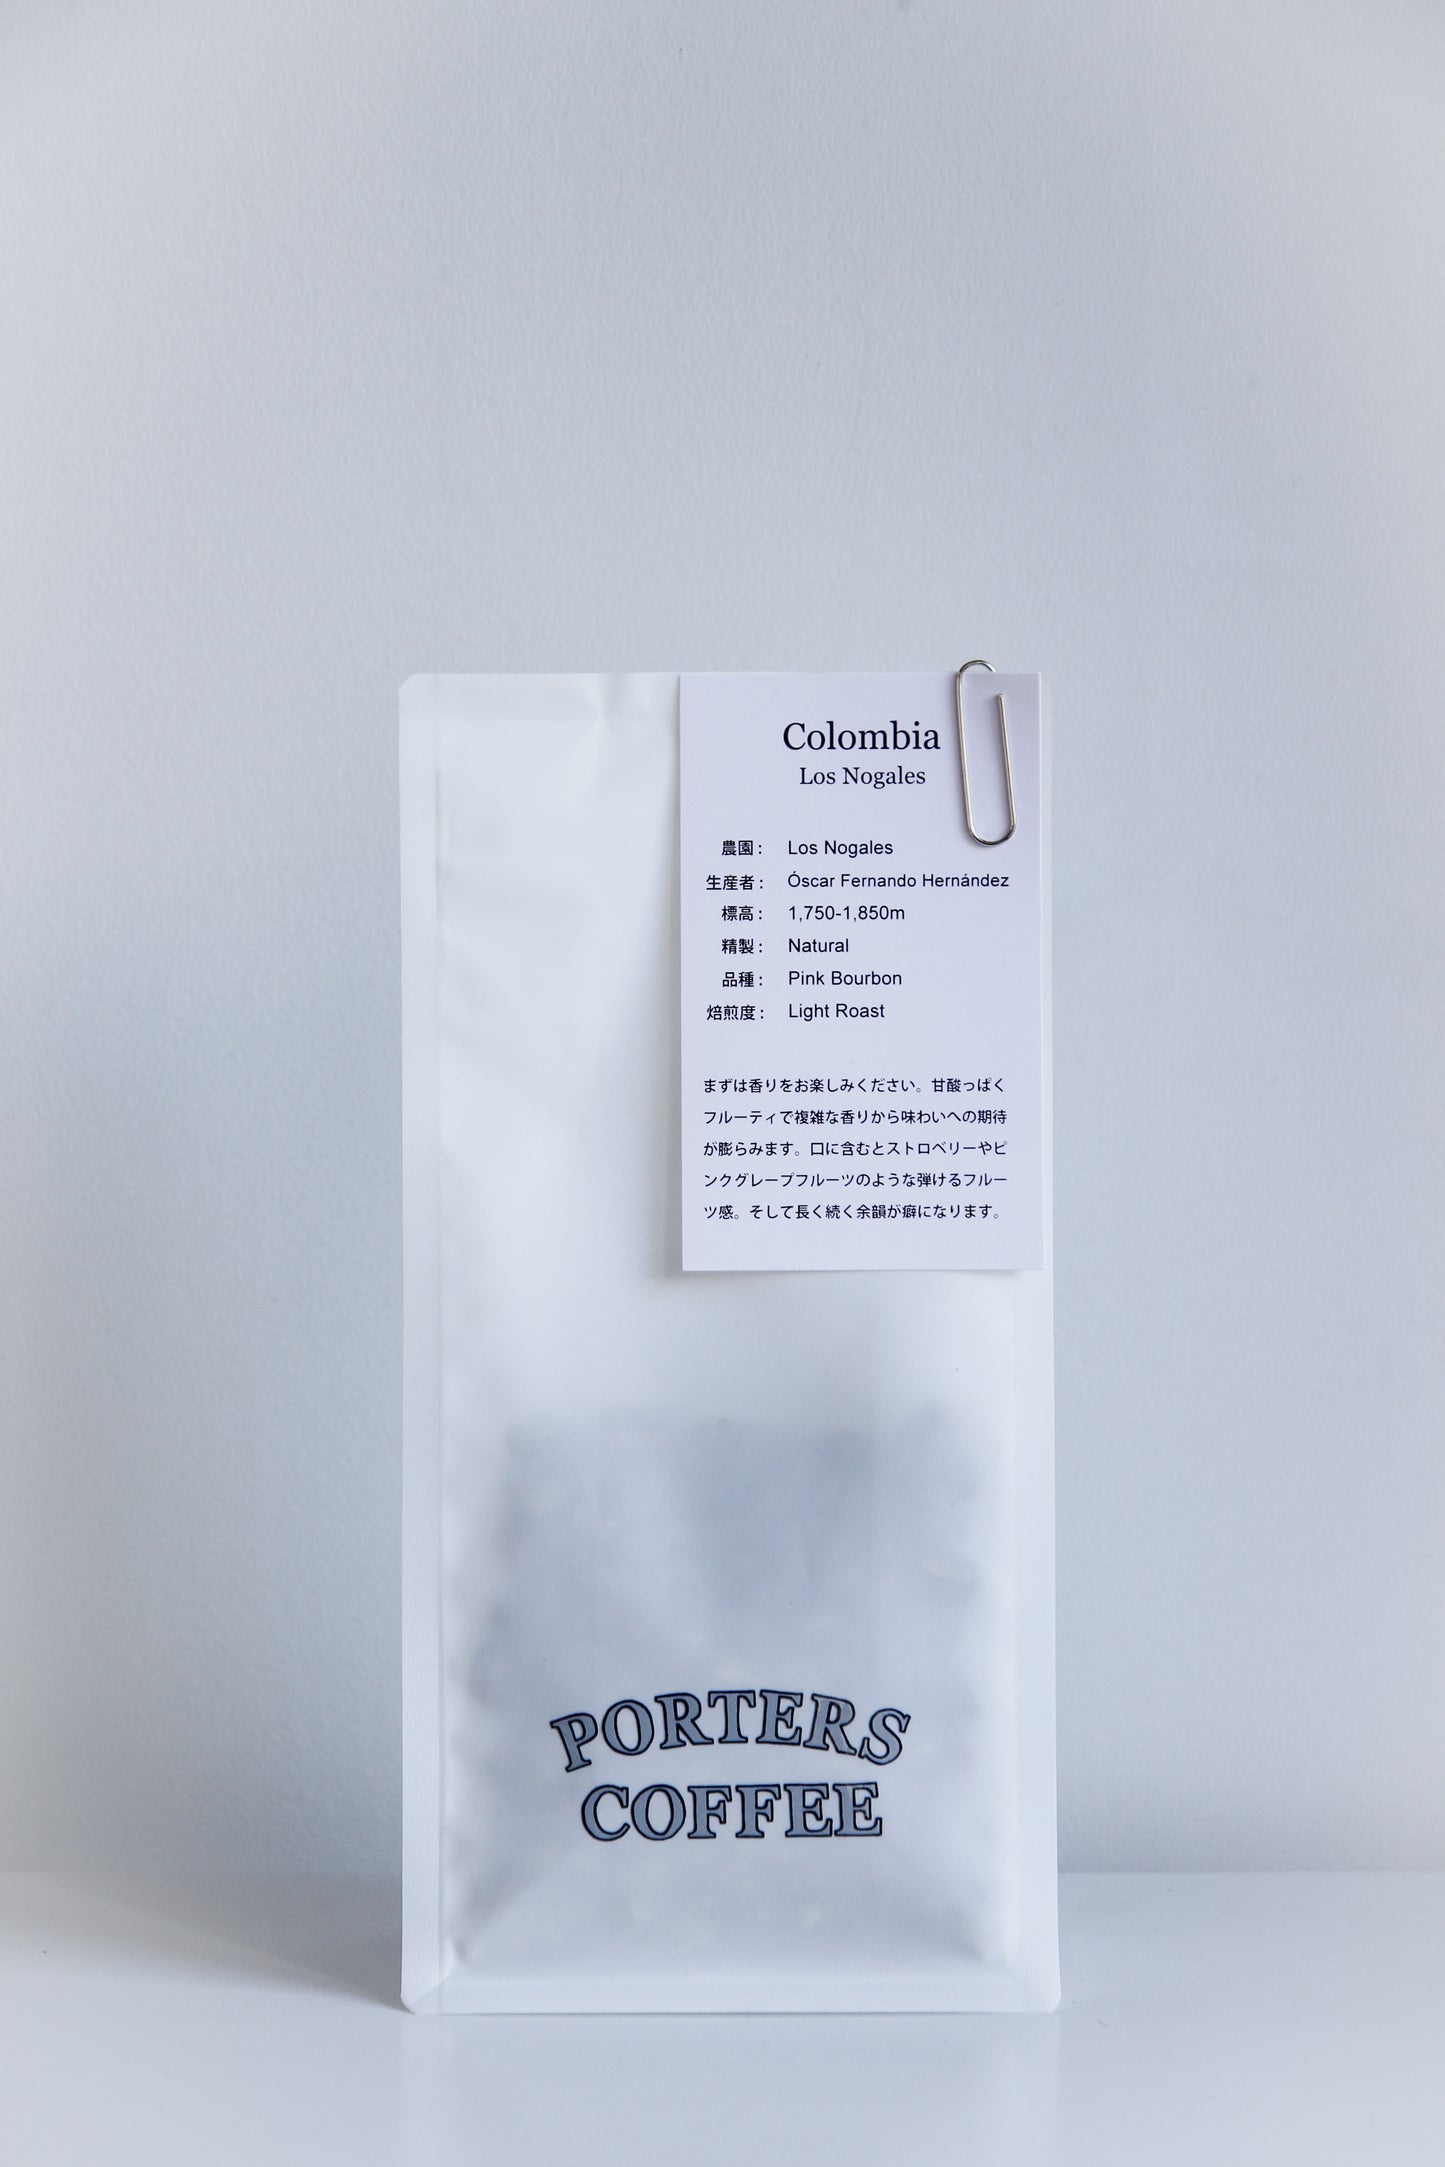 Colombia
Los Nogales
農園： Los Nogales
生産者： Óscar Fernando Hernández
標高： 1,750-1,850m
精製： Natural
品種： Pink Bourbon
焙煎度： Light Roast
まずは香りをお楽しみください。甘酸っぱく
フルーティで複雑な香りから味わいへの期待
が膨らみます。口に含むとストロベリーやピ
ンクグレープフルーツのような弾けるフルー
ツ感。そして長く続く余韻が癖になります。
PORTERS
COFFEE